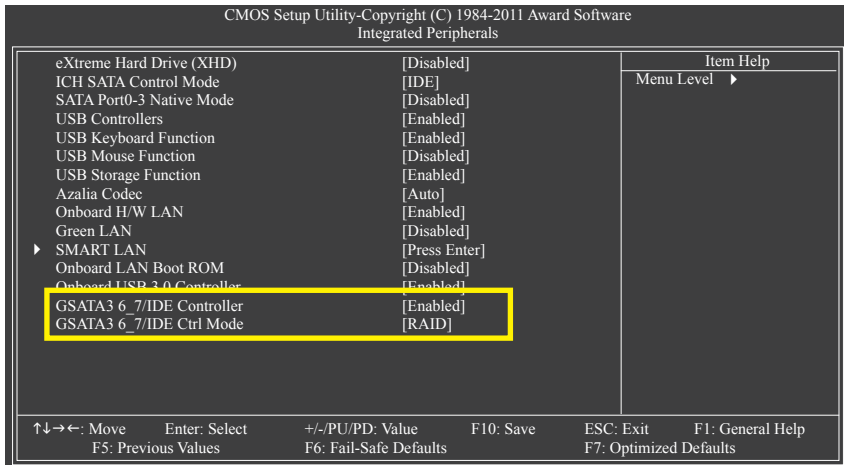 CMOS Setup Utility-Copyright (C) 1984-2011 Award Software
Integrated Peripherals
eXtreme Hard Drive (XHD) [Disabled] Item Help
ICH SATA Control Mode [IDE] Menu Level ▶
SATA Port0-3 Native Mode [Disabled]
USB Controllers [Enabled]
USB Keyboard Function [Enabled]
USB Mouse Function [Disabled]
USB Storage Function [Enabled]
Azalia Codec [Auto]
Onboard H/W LAN [Enabled]
Green LAN [Disabled]
▶ SMART LAN [Press Enter]
Onboard LAN Boot ROM [Disabled]
Onboard USB 3.0 Controller [Enabled]
GSATA3 6_7/IDE Controller [Enabled]
GSATA3 6_7/IDE Ctrl Mode [RAID]
↑↓→←: Move Enter: Select +/-/PU/PD: Value F10: Save ESC: Exit F1: General Help
F5: Previous Values F6: Fail-Safe Defaults F7: Optimized Defaults